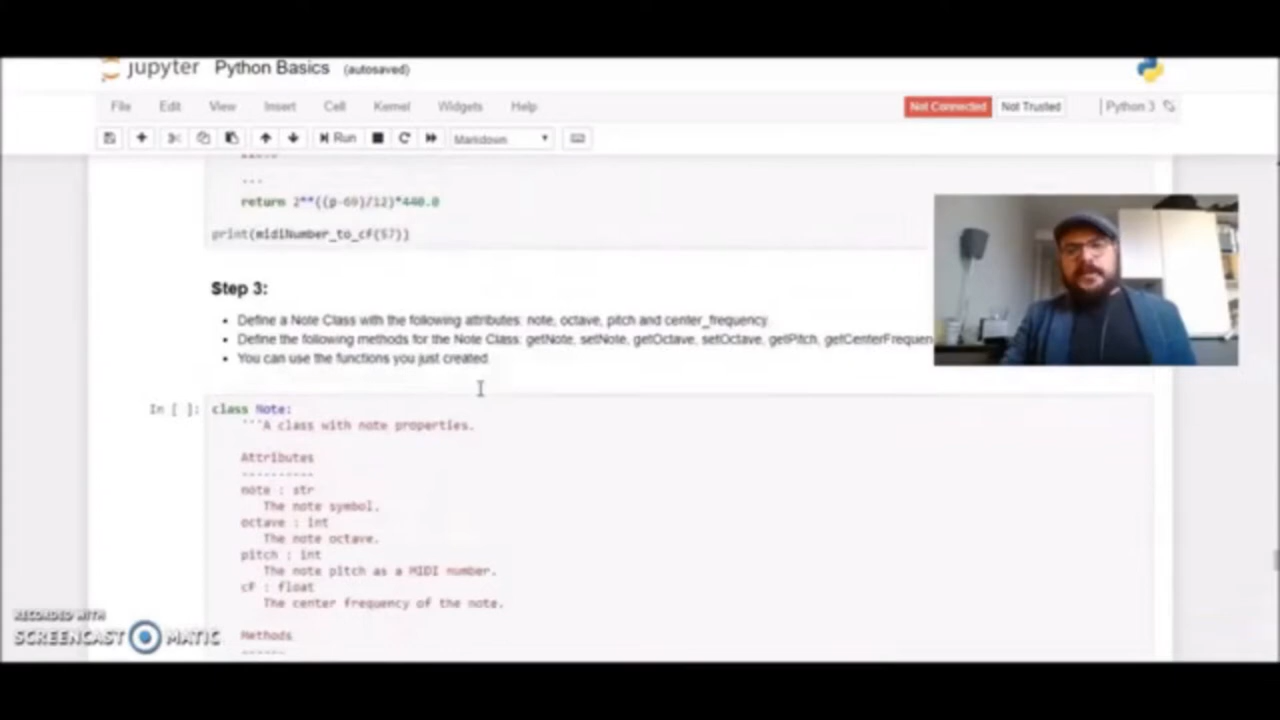 jupyter Python Basics (autosaved)
File Edit View Insert Cell Kernel Widgets Help Not Connected Not Trusted Python 3
Run Markdown
---
return 2**((p-69)/12)*440.0
print(midiNumber_to_cf(57))
Step 3:
• Define a Note Class with the following attributes: note, octave, pitch and center_frequency
• Define the following methods for the Note Class: getNote, setNote, getOctave, setOctave, getPitch, getCenterFrequen
• You can use the functions you just created
In [ ]: class Note:
'''A class with note properties.
Attributes
----------
note : str
The note symbol.
octave : int
The note octave.
pitch : int
The note pitch as a MIDI number.
cF : float
The center frequency of the note.
Methods
------
RECORDED WITH
SCREENCAST MATIC